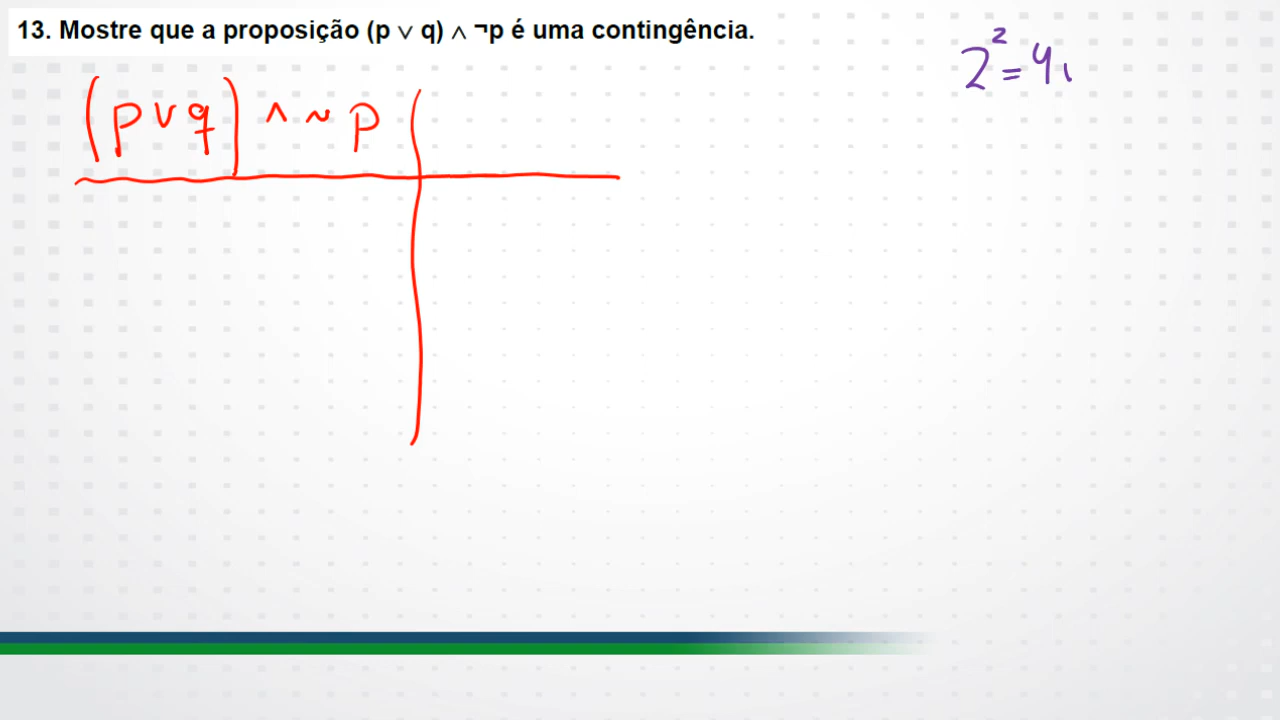 13. Mostre que a proposição (p ∨ q) ∧ ¬p é uma contingência.
2² = 4
(p ∨ q) ∧ ~ p